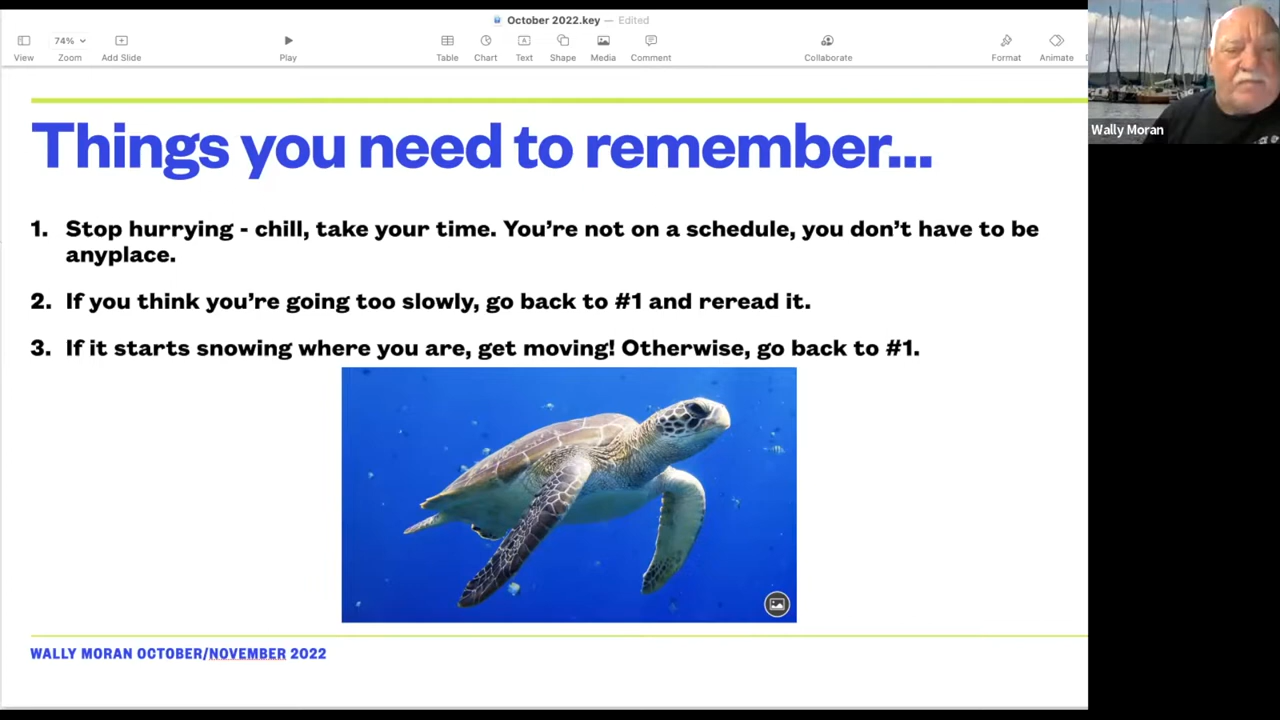 October 2022.key — Edited
74%
View
Zoom
Add Slide
Play
Table
Chart
Text
Shape
Media
Comment
Collaborate
Format
Animate
Wally Moran
Things you need to remember...
1. Stop hurrying - chill, take your time. You're not on a schedule, you don't have to be
anyplace.
2. If you think you're going too slowly, go back to #1 and reread it.
3. If it starts snowing where you are, get moving! Otherwise, go back to #1.
WALLY MORAN OCTOBER/NOVEMBER 2022